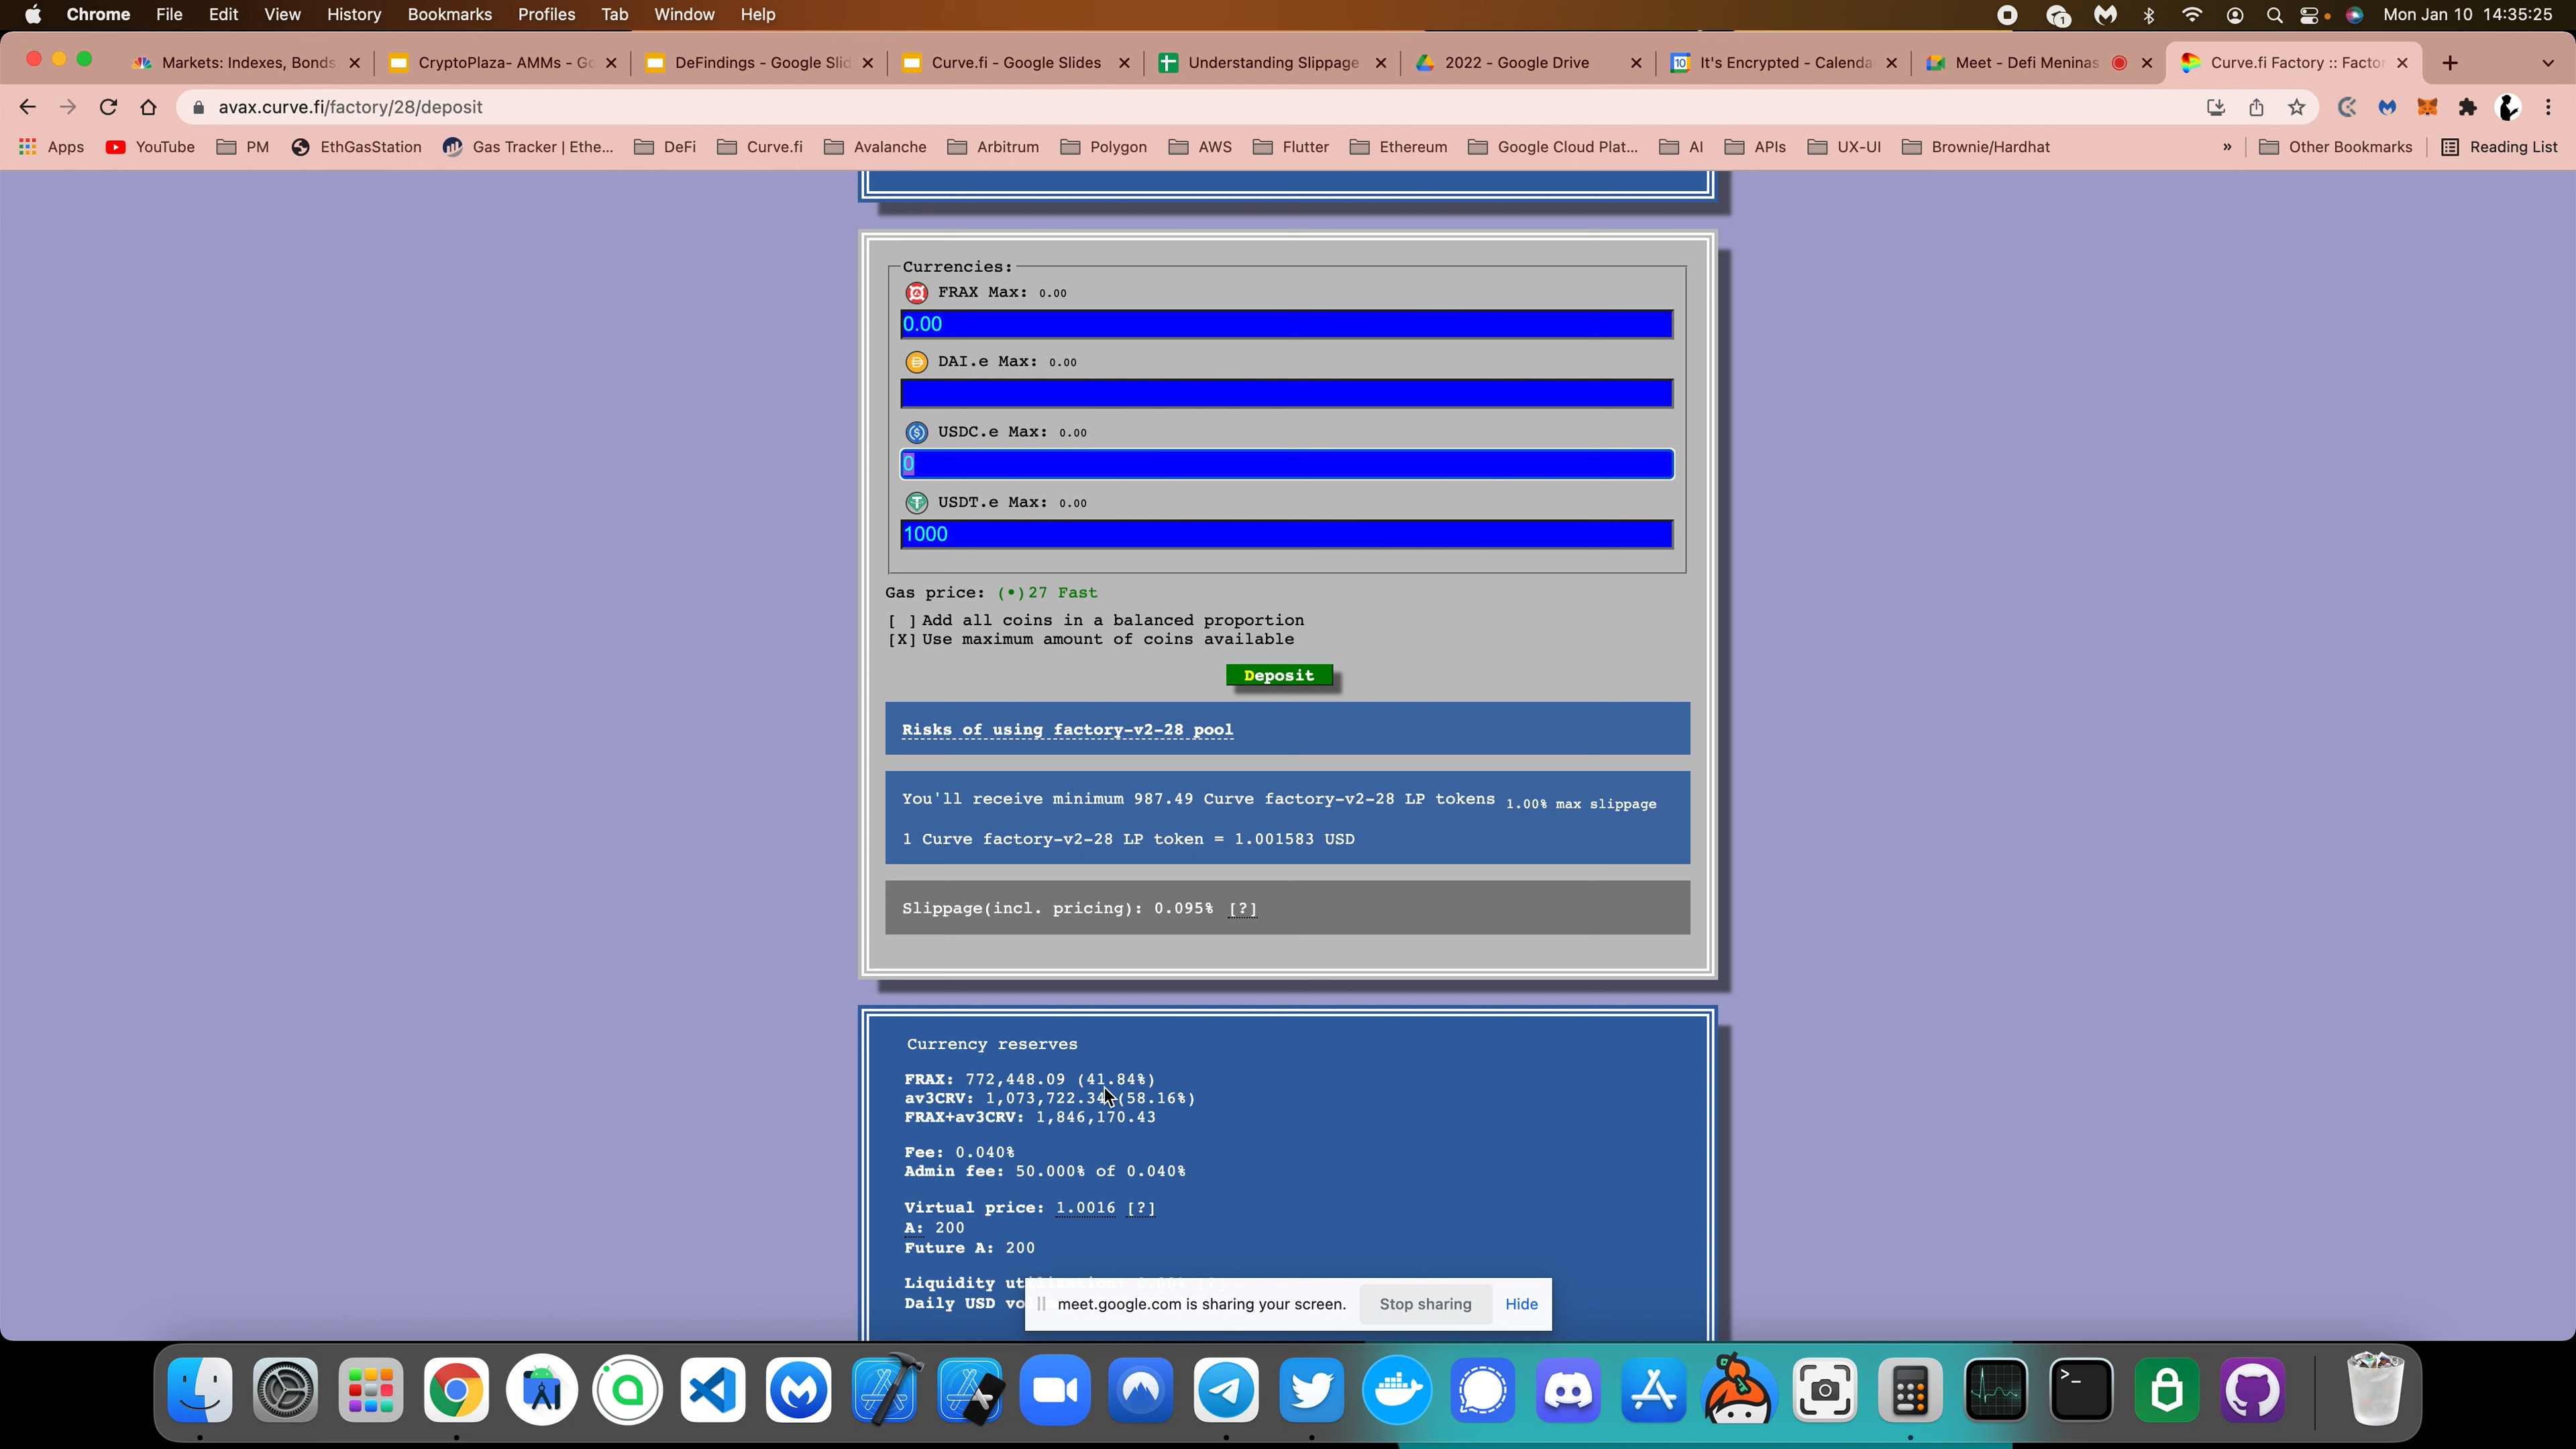 Chrome File Edit View History Bookmarks Profiles Tab Window Help
1
Mon Jan 10 14:35:25
Markets: Indexes, Bonds,
CryptoPlaza- AMMs - Go
DeFindings - Google Slid
Curve.fi - Google Slides
Understanding Slippage
2022 - Google Drive
It's Encrypted - Calenda
Meet - Defi Meninas
Curve.fi Factory :: Factor
avax.curve.fi/factory/28/deposit
Apps YouTube PM EthGasStation Gas Tracker | Ethe... DeFi Curve.fi Avalanche Arbitrum Polygon AWS Flutter Ethereum Google Cloud Plat... AI APIs UX-UI Brownie/Hardhat » Other Bookmarks Reading List
Currencies:
FRAX Max: 0.00
0.00
DAI.e Max: 0.00
USDC.e Max: 0.00
0
USDT.e Max: 0.00
1000
Gas price: (•)27 Fast
[ ] Add all coins in a balanced proportion
[X] Use maximum amount of coins available
Deposit
Risks of using factory-v2-28 pool
You'll receive minimum 987.49 Curve factory-v2-28 LP tokens 1.00% max slippage
1 Curve factory-v2-28 LP token = 1.001583 USD
Slippage(incl. pricing): 0.095% [?]
Currency reserves
FRAX: 772,448.09 (41.84%)
av3CRV: 1,073,722.34 (58.16%)
FRAX+av3CRV: 1,846,170.43
Fee: 0.040%
Admin fee: 50.000% of 0.040%
Virtual price: 1.0016 [?]
A: 200
Future A: 200
Liquidity
Daily USD
meet.google.com is sharing your screen. Stop sharing Hide